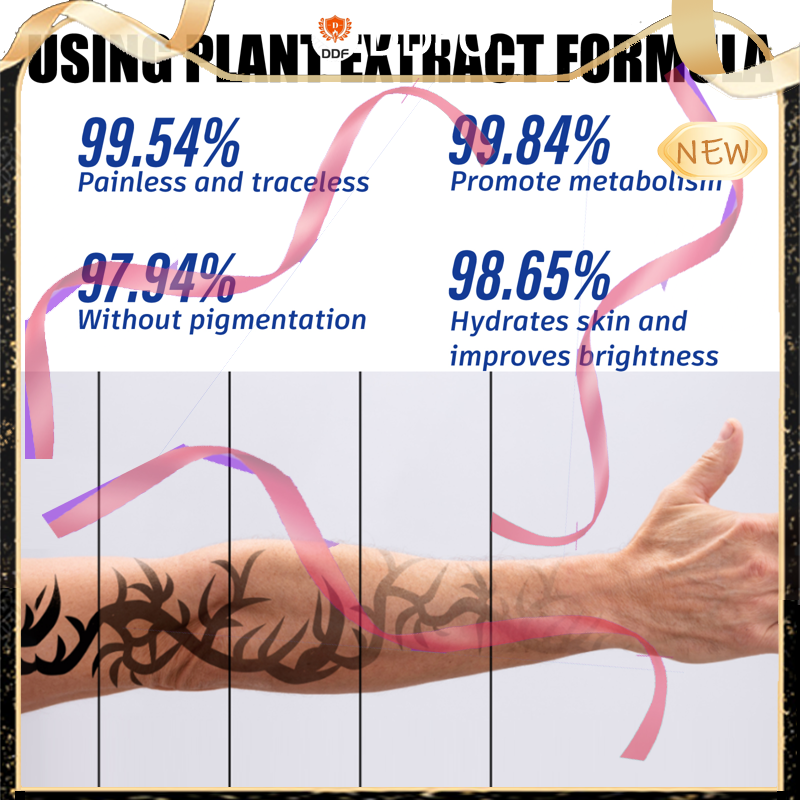 DDF
USING PLANT EXTRACT FORMULA
NEW
99.54%
Painless and traceless
99.84%
Promote metabolism
97.94%
Without pigmentation
98.65%
Hydrates skin and
improves brightness